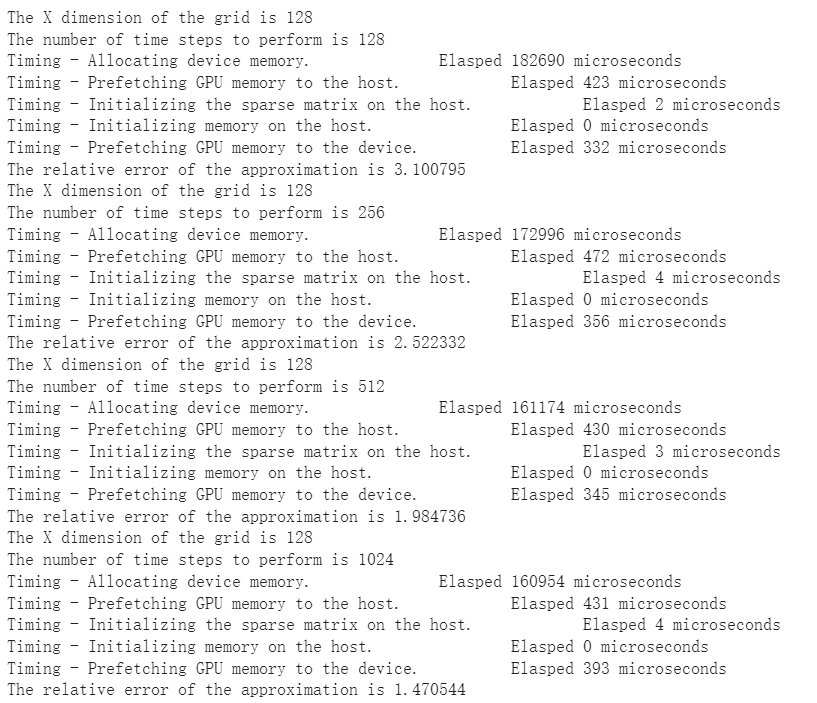 The X dimension of the grid is 128
The number of time steps to perform is 128
Timing - Allocating device memory. Elasped 182690 microseconds
Timing - Prefetching GPU memory to the host. Elasped 423 microseconds
Timing - Initializing the sparse matrix on the host. Elasped 2 microseconds
Timing - Initializing memory on the host. Elasped 0 microseconds
Timing - Prefetching GPU memory to the device. Elasped 332 microseconds
The relative error of the approximation is 3.100795
The X dimension of the grid is 128
The number of time steps to perform is 256
Timing - Allocating device memory. Elasped 172996 microseconds
Timing - Prefetching GPU memory to the host. Elasped 472 microseconds
Timing - Initializing the sparse matrix on the host. Elasped 4 microseconds
Timing - Initializing memory on the host. Elasped 0 microseconds
Timing - Prefetching GPU memory to the device. Elasped 356 microseconds
The relative error of the approximation is 2.522332
The X dimension of the grid is 128
The number of time steps to perform is 512
Timing - Allocating device memory. Elasped 161174 microseconds
Timing - Prefetching GPU memory to the host. Elasped 430 microseconds
Timing - Initializing the sparse matrix on the host. Elasped 3 microseconds
Timing - Initializing memory on the host. Elasped 0 microseconds
Timing - Prefetching GPU memory to the device. Elasped 345 microseconds
The relative error of the approximation is 1.984736
The X dimension of the grid is 128
The number of time steps to perform is 1024
Timing - Allocating device memory. Elasped 160954 microseconds
Timing - Prefetching GPU memory to the host. Elasped 431 microseconds
Timing - Initializing the sparse matrix on the host. Elasped 4 microseconds
Timing - Initializing memory on the host. Elasped 0 microseconds
Timing - Prefetching GPU memory to the device. Elasped 393 microseconds
The relative error of the approximation is 1.470544